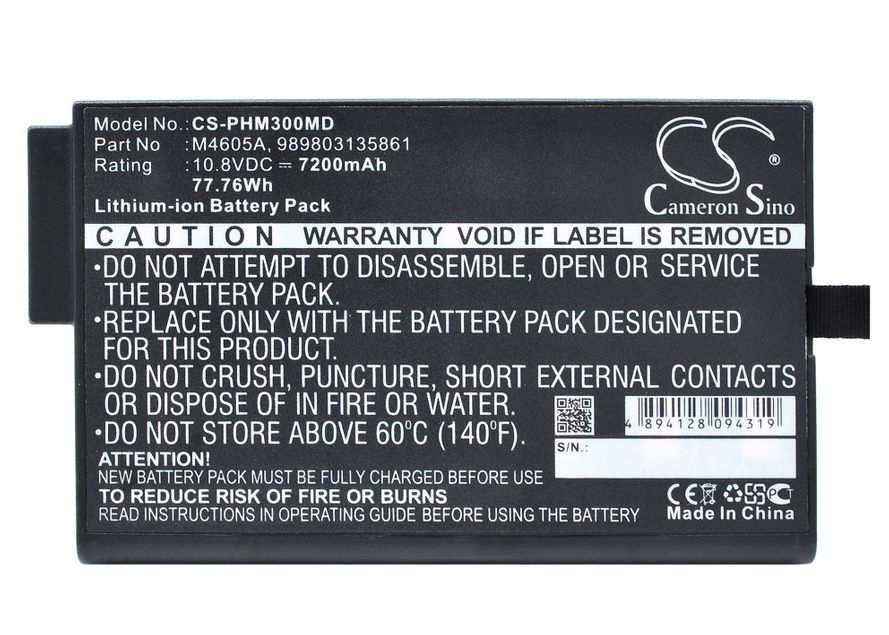 Model No.: CS-PHM300MD
Part No : M4605A, 989803135861
Rating : 10.8VDC ⎓ 7200mAh
77.76Wh
Lithium-ion Battery Pack
CS
®
Cameron Sino
CAUTION WARRANTY VOID IF LABEL IS REMOVED
•DO NOT ATTEMPT TO DISASSEMBLE, OPEN OR SERVICE
THE BATTERY PACK.
•REPLACE ONLY WITH THE BATTERY PACK DESIGNATED
FOR THIS PRODUCT.
•DO NOT CRUSH, PUNCTURE, SHORT EXTERNAL CONTACTS
OR DISPOSE OF IN FIRE OR WATER.
•DO NOT STORE ABOVE 60°C (140°F).
4 894128 094319
S/N.:
ATTENTION!
NEW BATTERY PACK MUST BE FULLY CHARGED BEFORE USE
TO REDUCE RISK OF FIRE OR BURNS
READ INSTRUCTIONS IN OPERATING GUIDE BEFORE USING THE BATTERY
CE
Made In China